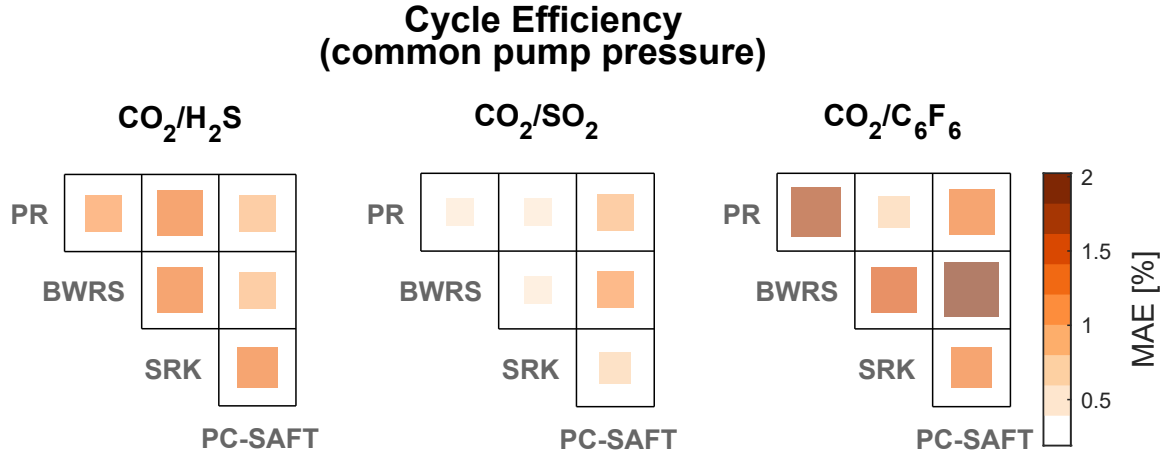 Cycle Efficiency
(common pump pressure)
CO₂/H₂S
CO₂/SO₂
CO₂/C₆F₆
PR
BWRS
SRK
PC-SAFT
PR
BWRS
SRK
PC-SAFT
PR
BWRS
SRK
PC-SAFT
2
1.5
1
0.5
MAE [%]